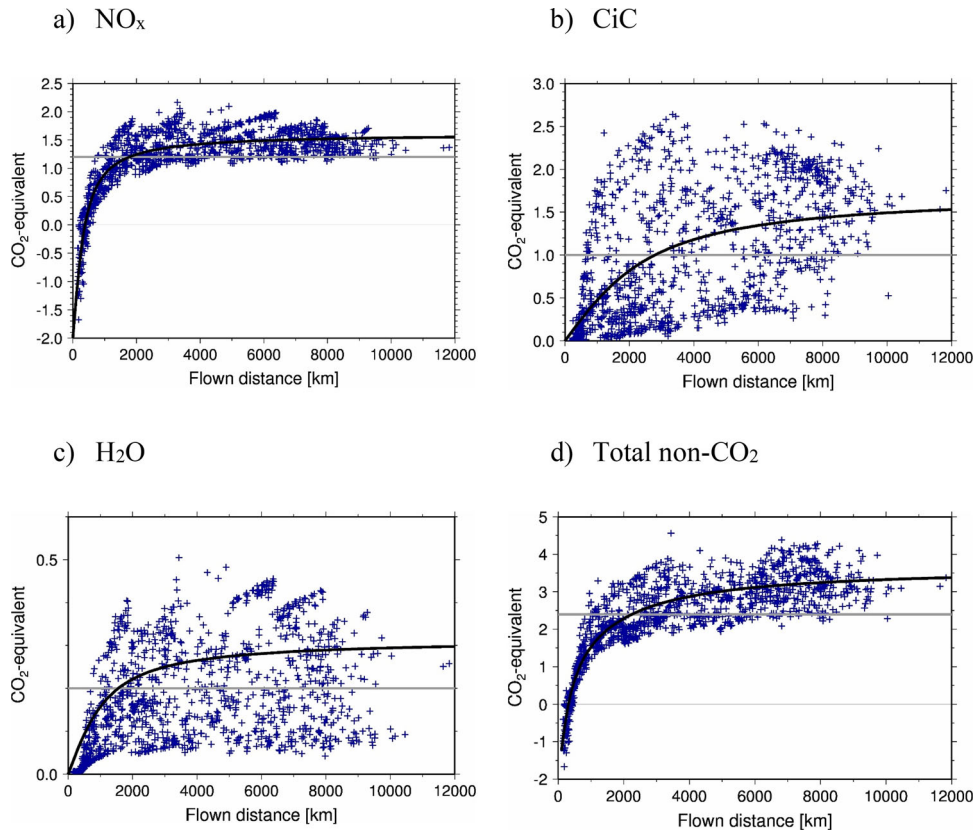 a) NOₓ
2.5
2.0
1.5
1.0
0.5
0.0
-0.5
-1.0
-1.5
-2.0
CO₂-equivalent
0 2000 4000 6000 8000 10000 12000
Flown distance [km]
b) CiC
3.0
2.5
2.0
1.5
1.0
0.5
0.0
CO₂-equivalent
0 2000 4000 6000 8000 10000 12000
Flown distance [km]
c) H₂O
0.5
0.0
CO₂-equivalent
0 2000 4000 6000 8000 10000 12000
Flown distance [km]
d) Total non-CO₂
5
4
3
2
1
0
-1
-2
CO₂-equivalent
0 2000 4000 6000 8000 10000 12000
Flown distance [km]